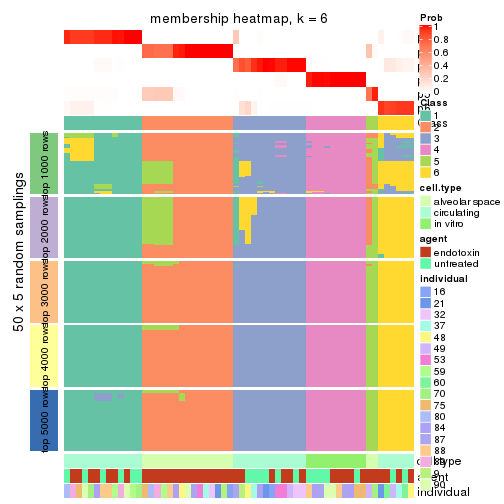 membership heatmap, k = 6
50 x 5 random samplings
top 1000 rows
top 2000 rows
top 3000 rows
top 4000 rows
top 5000 rows
Prob
1
0.8
0.6
0.4
0.2
0
Class
1
2
3
4
5
6
cell.type
alveolar space
circulating
in vitro
agent
endotoxin
untreated
individual
16
21
32
37
48
49
53
59
60
70
75
80
84
87
88
9
90
cell.type
agent
individual